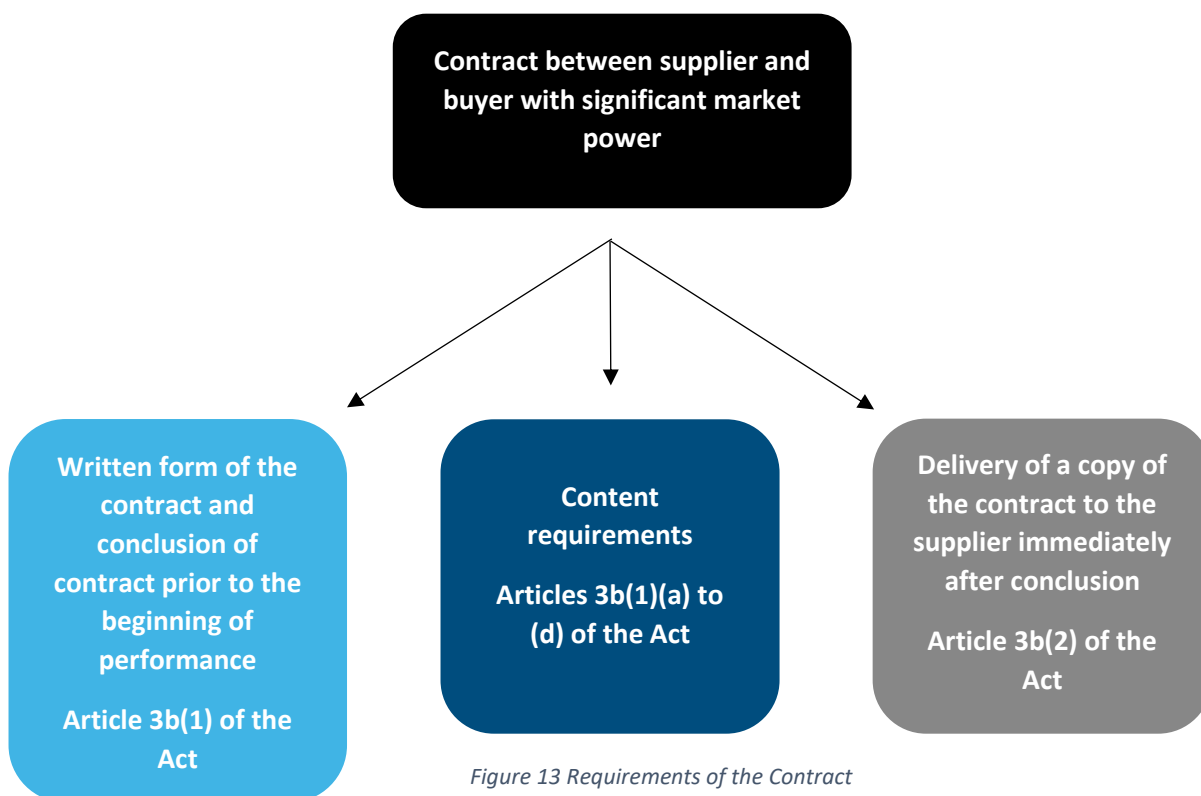 Contract between supplier and
buyer with significant market
power
Written form of the
contract and
conclusion of
contract prior to the
beginning of
performance
Article 3b(1) of the
Act
Content
requirements
Articles 3b(1)(a) to
(d) of the Act
Delivery of a copy of
the contract to the
supplier immediately
after conclusion
Article 3b(2) of the
Act
Figure 13 Requirements of the Contract